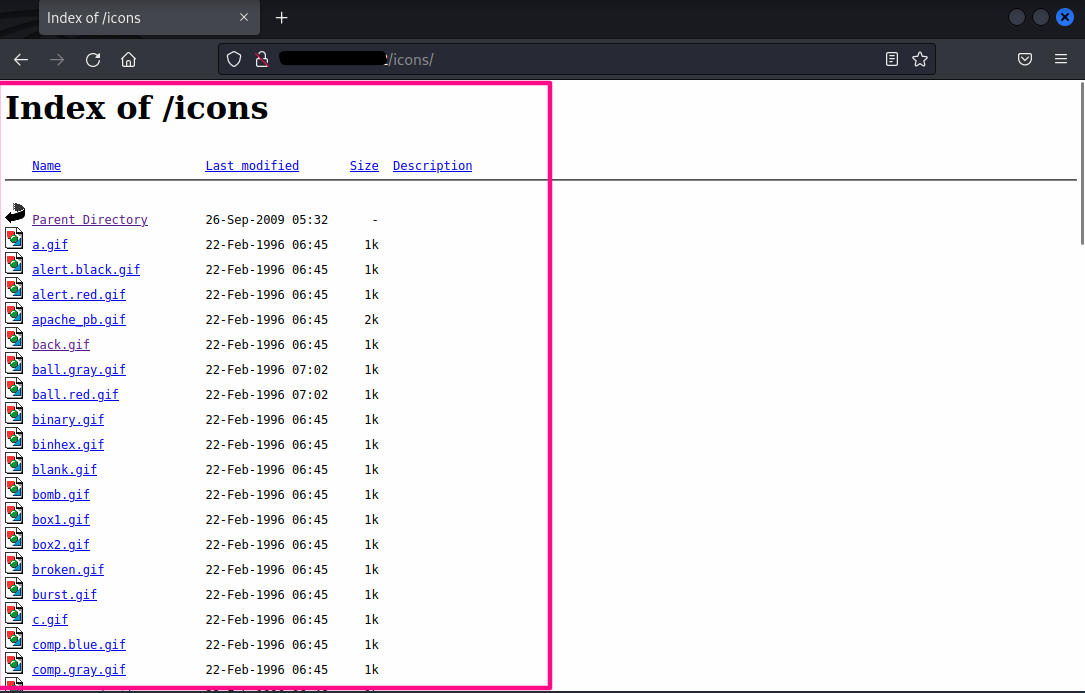 Index of /icons
/icons/
Index of /icons
Name Last modified Size Description
Parent Directory 26-Sep-2009 05:32 -
a.gif 22-Feb-1996 06:45 1k
alert.black.gif 22-Feb-1996 06:45 1k
alert.red.gif 22-Feb-1996 06:45 1k
apache_pb.gif 22-Feb-1996 06:45 2k
back.gif 22-Feb-1996 06:45 1k
ball.gray.gif 22-Feb-1996 07:02 1k
ball.red.gif 22-Feb-1996 07:02 1k
binary.gif 22-Feb-1996 06:45 1k
binhex.gif 22-Feb-1996 06:45 1k
blank.gif 22-Feb-1996 06:45 1k
bomb.gif 22-Feb-1996 06:45 1k
box1.gif 22-Feb-1996 06:45 1k
box2.gif 22-Feb-1996 06:45 1k
broken.gif 22-Feb-1996 06:45 1k
burst.gif 22-Feb-1996 06:45 1k
c.gif 22-Feb-1996 06:45 1k
comp.blue.gif 22-Feb-1996 06:45 1k
comp.gray.gif 22-Feb-1996 06:45 1k